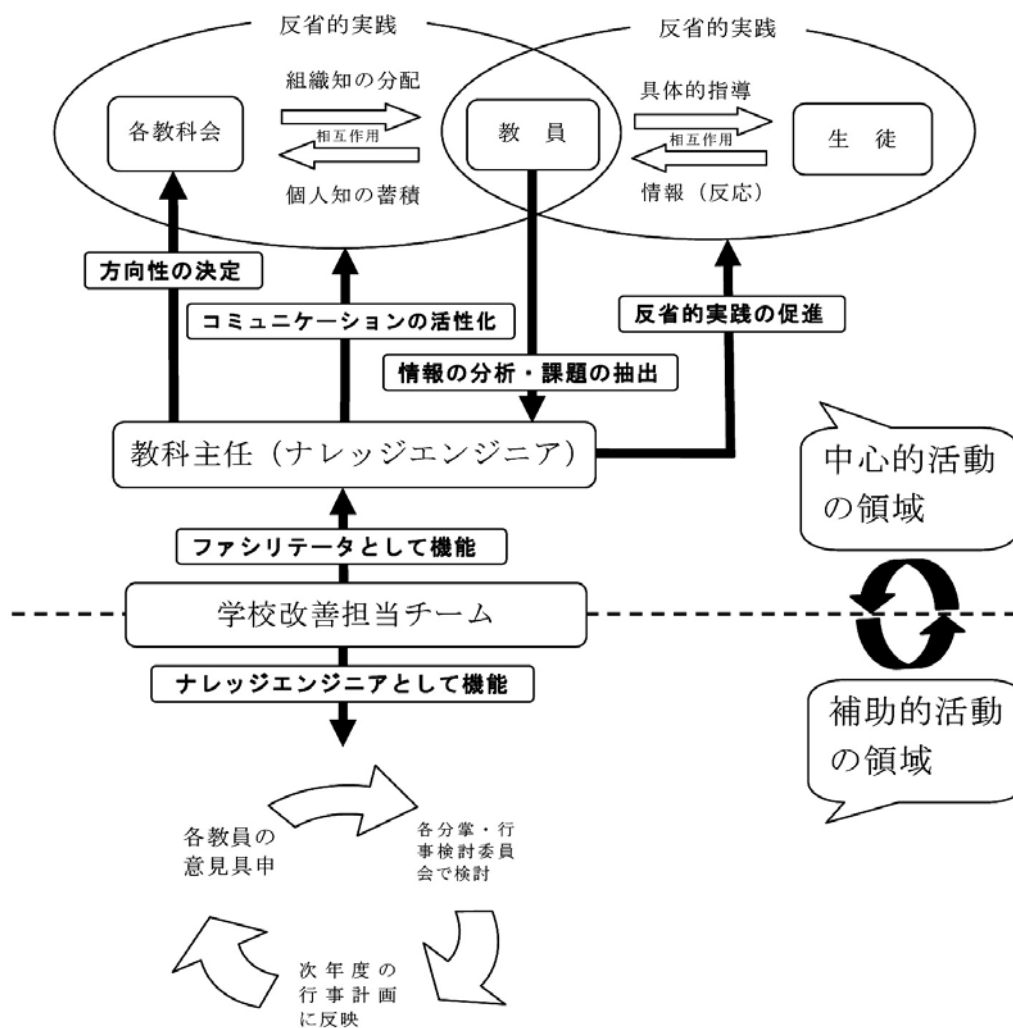 反省的実践
反省的実践
組織知の分配
具体的指導
各教科会
相互作用
教　員
相互作用
生　徒
個人知の蓄積
情報（反応）
方向性の決定
コミュニケーションの活性化
反省的実践の促進
情報の分析・課題の抽出
教科主任（ナレッジエンジニア）
中心的活動
の領域
ファシリテータとして機能
学校改善担当チーム
ナレッジエンジニアとして機能
補助的活動
の領域
各教員の
意見具申
各分掌・行
事検討委員
会で検討
次年度の
行事計画
に反映